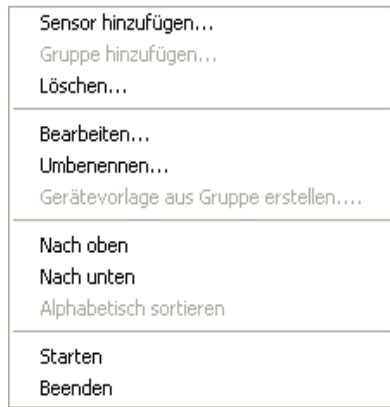 Sensor hinzufügen...
Gruppe hinzufügen...
Löschen...
Bearbeiten...
Umbenennen...
Gerätevorlage aus Gruppe erstellen....
Nach oben
Nach unten
Alphabetisch sortieren
Starten
Beenden